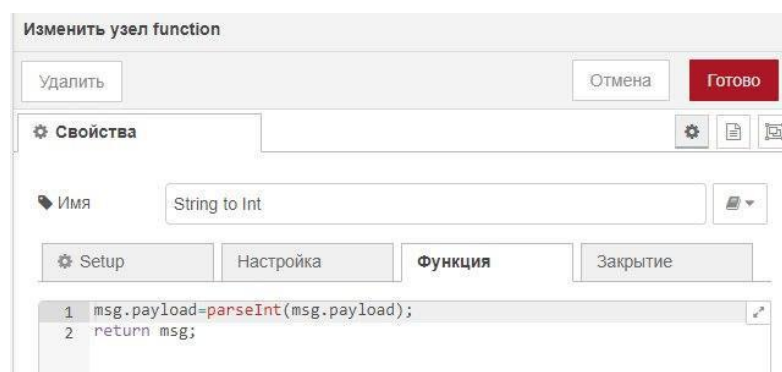 Изменить узел function
Удалить Отмена Готово
Свойства
Имя String to Int
Setup Настройка Функция Закрытие
1 msg.payload=parseInt(msg.payload);
2 return msg;